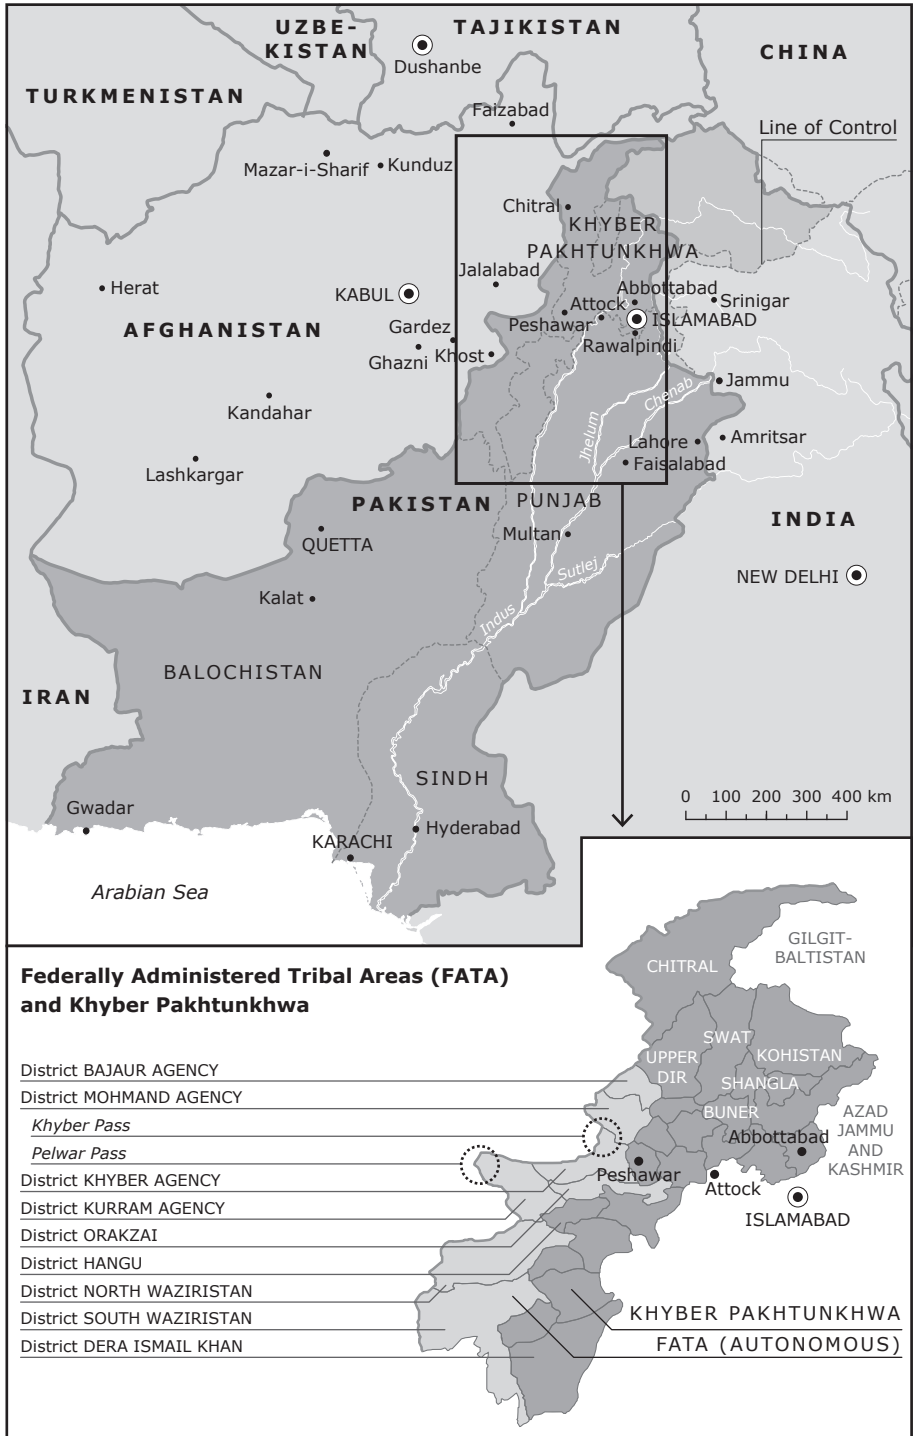 UZBE-
KISTAN
TAJIKISTAN
Dushanbe
CHINA
TURKMENISTAN
Faizabad
Line of Control
Mazar-i-Sharif
Kunduz
Chitral
KHYBER
PAKHTUNKHWA
Jalalabad
Herat
KABUL
Abbottabad
Attock
Srinigar
AFGHANISTAN
Gardez
Peshawar
ISLAMABAD
Ghazni
Khost
Rawalpindi
Jammu
Chenab
Kandahar
Jhelum
Lahore
Amritsar
Lashkargar
Faisalabad
PAKISTAN
PUNJAB
INDIA
Multan
QUETTA
Sutlej
NEW DELHI
Kalat
Indus
BALOCHISTAN
IRAN
SINDH
Gwadar
0 100 200 300 400 km
Hyderabad
KARACHI
Arabian Sea
Federally Administered Tribal Areas (FATA)
and Khyber Pakhtunkhwa
GILGIT-
BALTISTAN
CHITRAL
SWAT
UPPER
DIR
KOHISTAN
SHANGLA
BUNER
AZAD
JAMMU
AND
KASHMIR
Abbottabad
Peshawar
Attock
ISLAMABAD
District BAJAUR AGENCY
District MOHMAND AGENCY
Khyber Pass
Pelwar Pass
District KHYBER AGENCY
District KURRAM AGENCY
District ORAKZAI
District HANGU
District NORTH WAZIRISTAN
District SOUTH WAZIRISTAN
District DERA ISMAIL KHAN
KHYBER PAKHTUNKHWA
FATA (AUTONOMOUS)